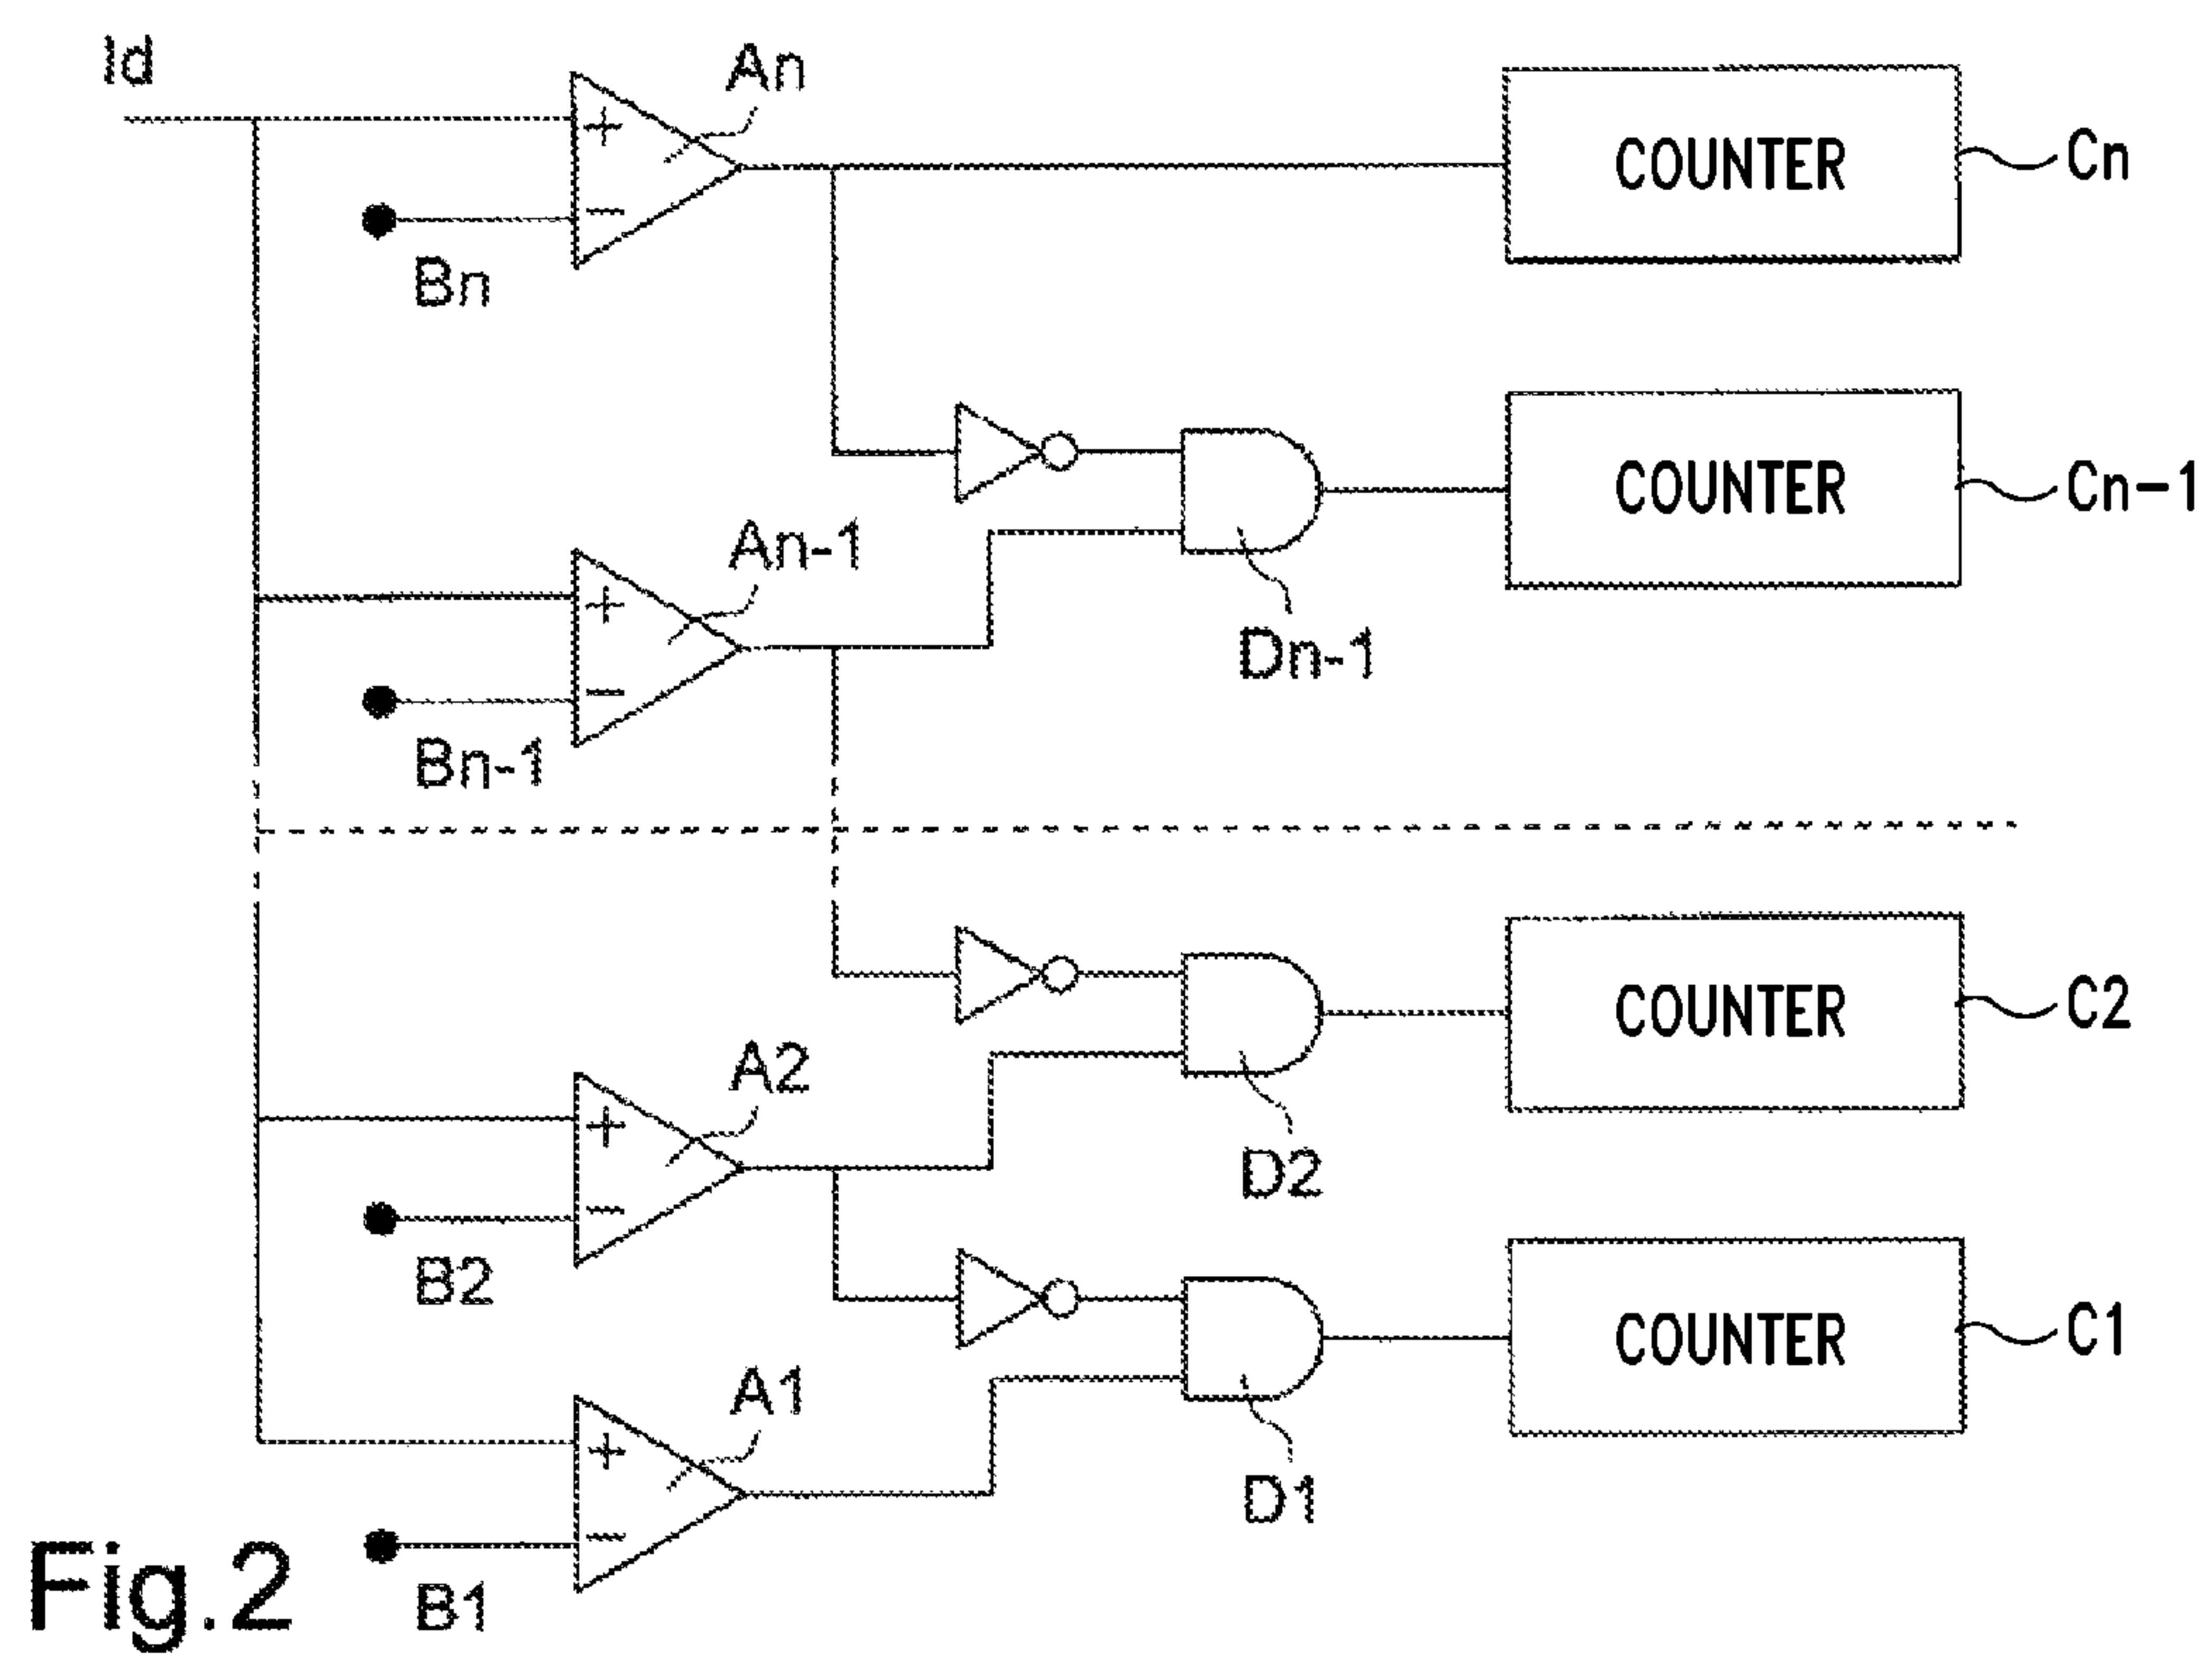 Id
An
+
−
Bn
COUNTER
Cn
COUNTER
Cn-1
An-1
+
−
Bn-1
Dn-1
COUNTER
C2
A2
+
−
B2
D2
COUNTER
C1
A1
+
−
B1
D1
Fig.2